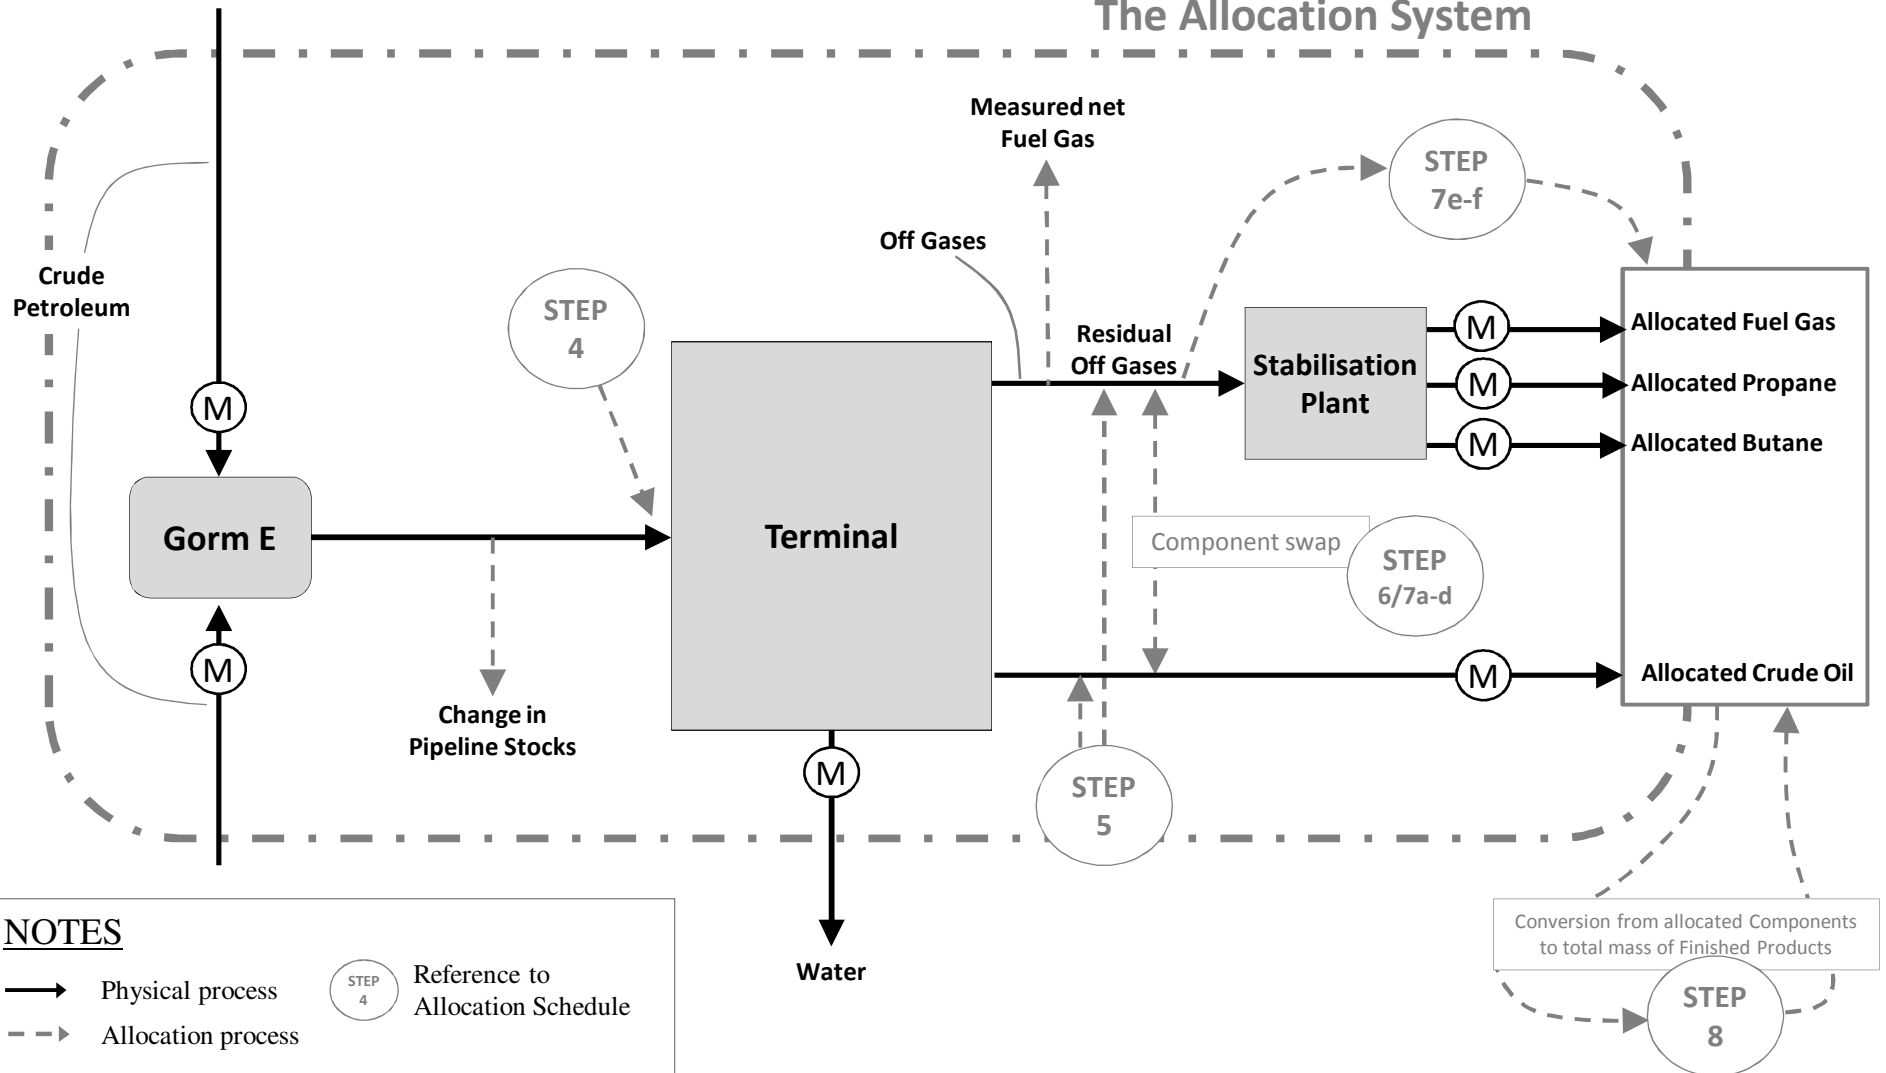 The Allocation System
Measured net
Fuel Gas
STEP
7e-f
Off Gases
Crude
Petroleum
STEP
4
Residual
Off Gases
M
Stabilisation
Plant
M
M
M
Allocated Fuel Gas
Allocated Propane
Allocated Butane
Gorm E
Terminal
Component swap
STEP
6/7a-d
M
M
Allocated Crude Oil
Change in
Pipeline Stocks
M
STEP
5
Water
Conversion from allocated Components
to total mass of Finished Products
STEP
8
NOTES
Physical process
Allocation process
STEP
4
Reference to
Allocation Schedule